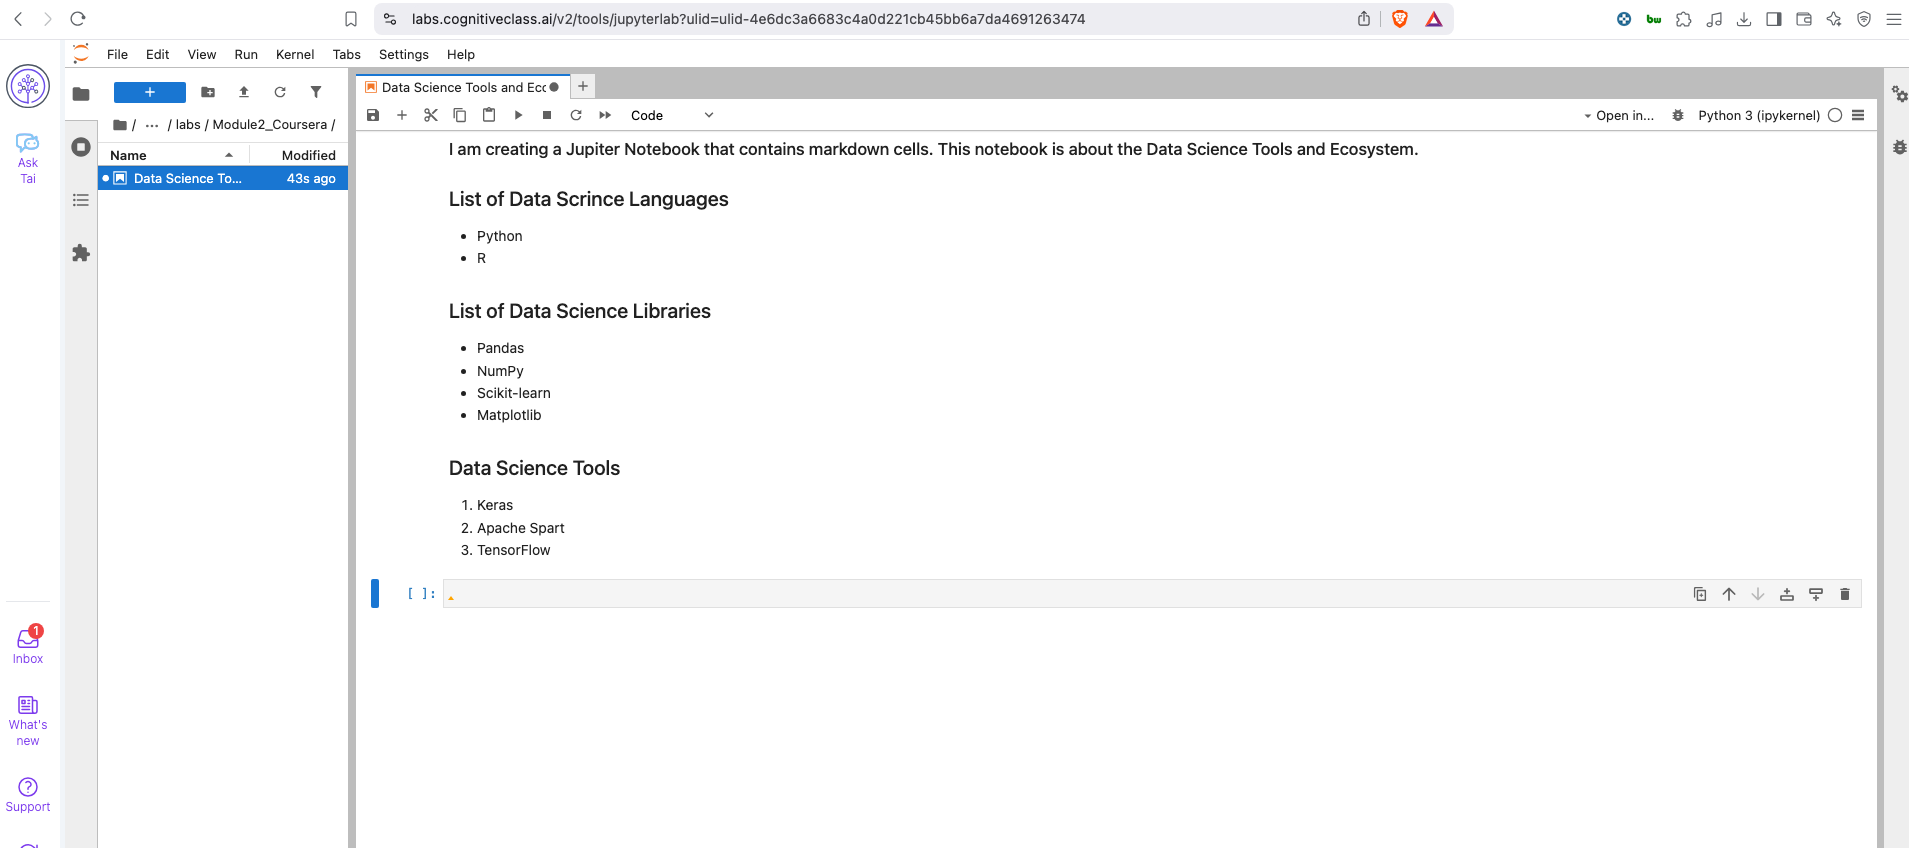 labs.cognitiveclass.ai/v2/tools/jupyterlab?ulid=ulid-4e6dc3a6683c4a0d221cb45bb6a7da4691263474
bw
File Edit View Run Kernel Tabs Settings Help
Ask
Tai
+
/ ... / labs / Module2_Coursera /
Name Modified
Data Science To... 43s ago
Data Science Tools and Ecc
+
Code
Open in...
Python 3 (ipykernel)
I am creating a Jupiter Notebook that contains markdown cells. This notebook is about the Data Science Tools and Ecosystem.
List of Data Scrince Languages
• Python
• R
List of Data Science Libraries
• Pandas
• NumPy
• Scikit-learn
• Matplotlib
Data Science Tools
1. Keras
2. Apache Spart
3. TensorFlow
[ ]:
1
Inbox
What's
new
Support